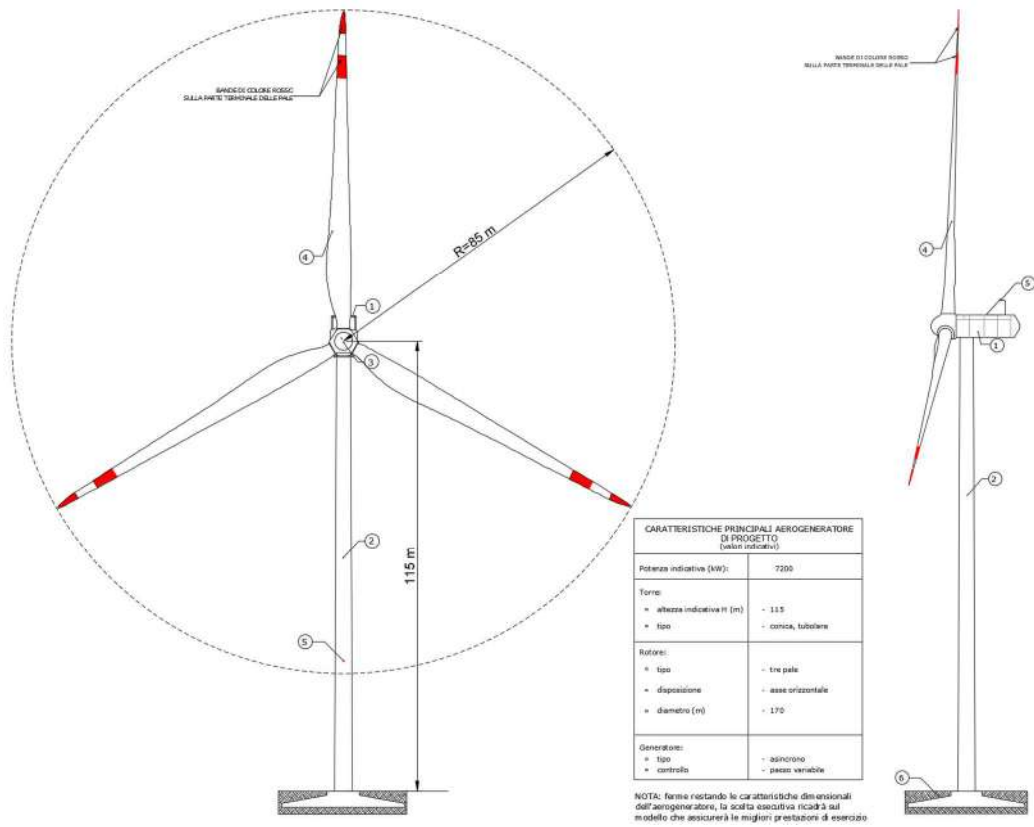 BANDE DI COLORE ROSSO
SULLA PARTE TERMINALE DELLE PALE
BANDE DI COLORE ROSSO
SULLA PARTE TERMINALE DELLE PALE
R=85 m
4
1
3
4
5
1
2
115 m
2
5
6
CARATTERISTICHE PRINCIPALI AEROGENERATORE
DI PROGETTO
(valori indicativi)
Potenza indicativa (kW): 7200
Torre:
altezza indicativa H (m) - 115
tipo - conica, tubolare
Rotore:
tipo - tre pale
disposizione - asse orizzontale
diametro (m) - 170
Generatore:
tipo - asincrono
controllo - passo variabile
NOTA: ferme restando le caratteristiche dimensionali
dell'aerogeneratore, la scelta esecutiva ricadrà sul
modello che assicurerà le migliori prestazioni di esercizio